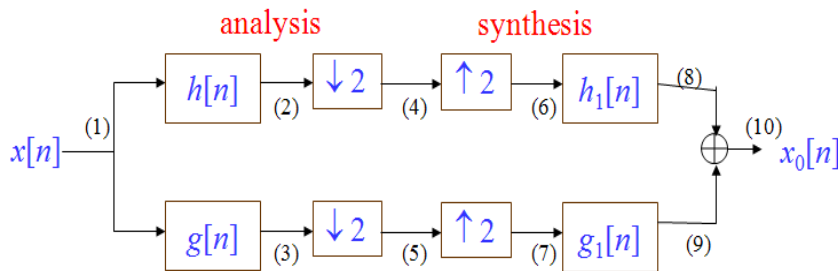 analysis synthesis
h[n] ↓2 ↑2 h₁[n]
(1) (2) (4) (6) (8)
x[n] (10) x₀[n]
g[n] ↓2 ↑2 g₁[n]
(3) (5) (7) (9)